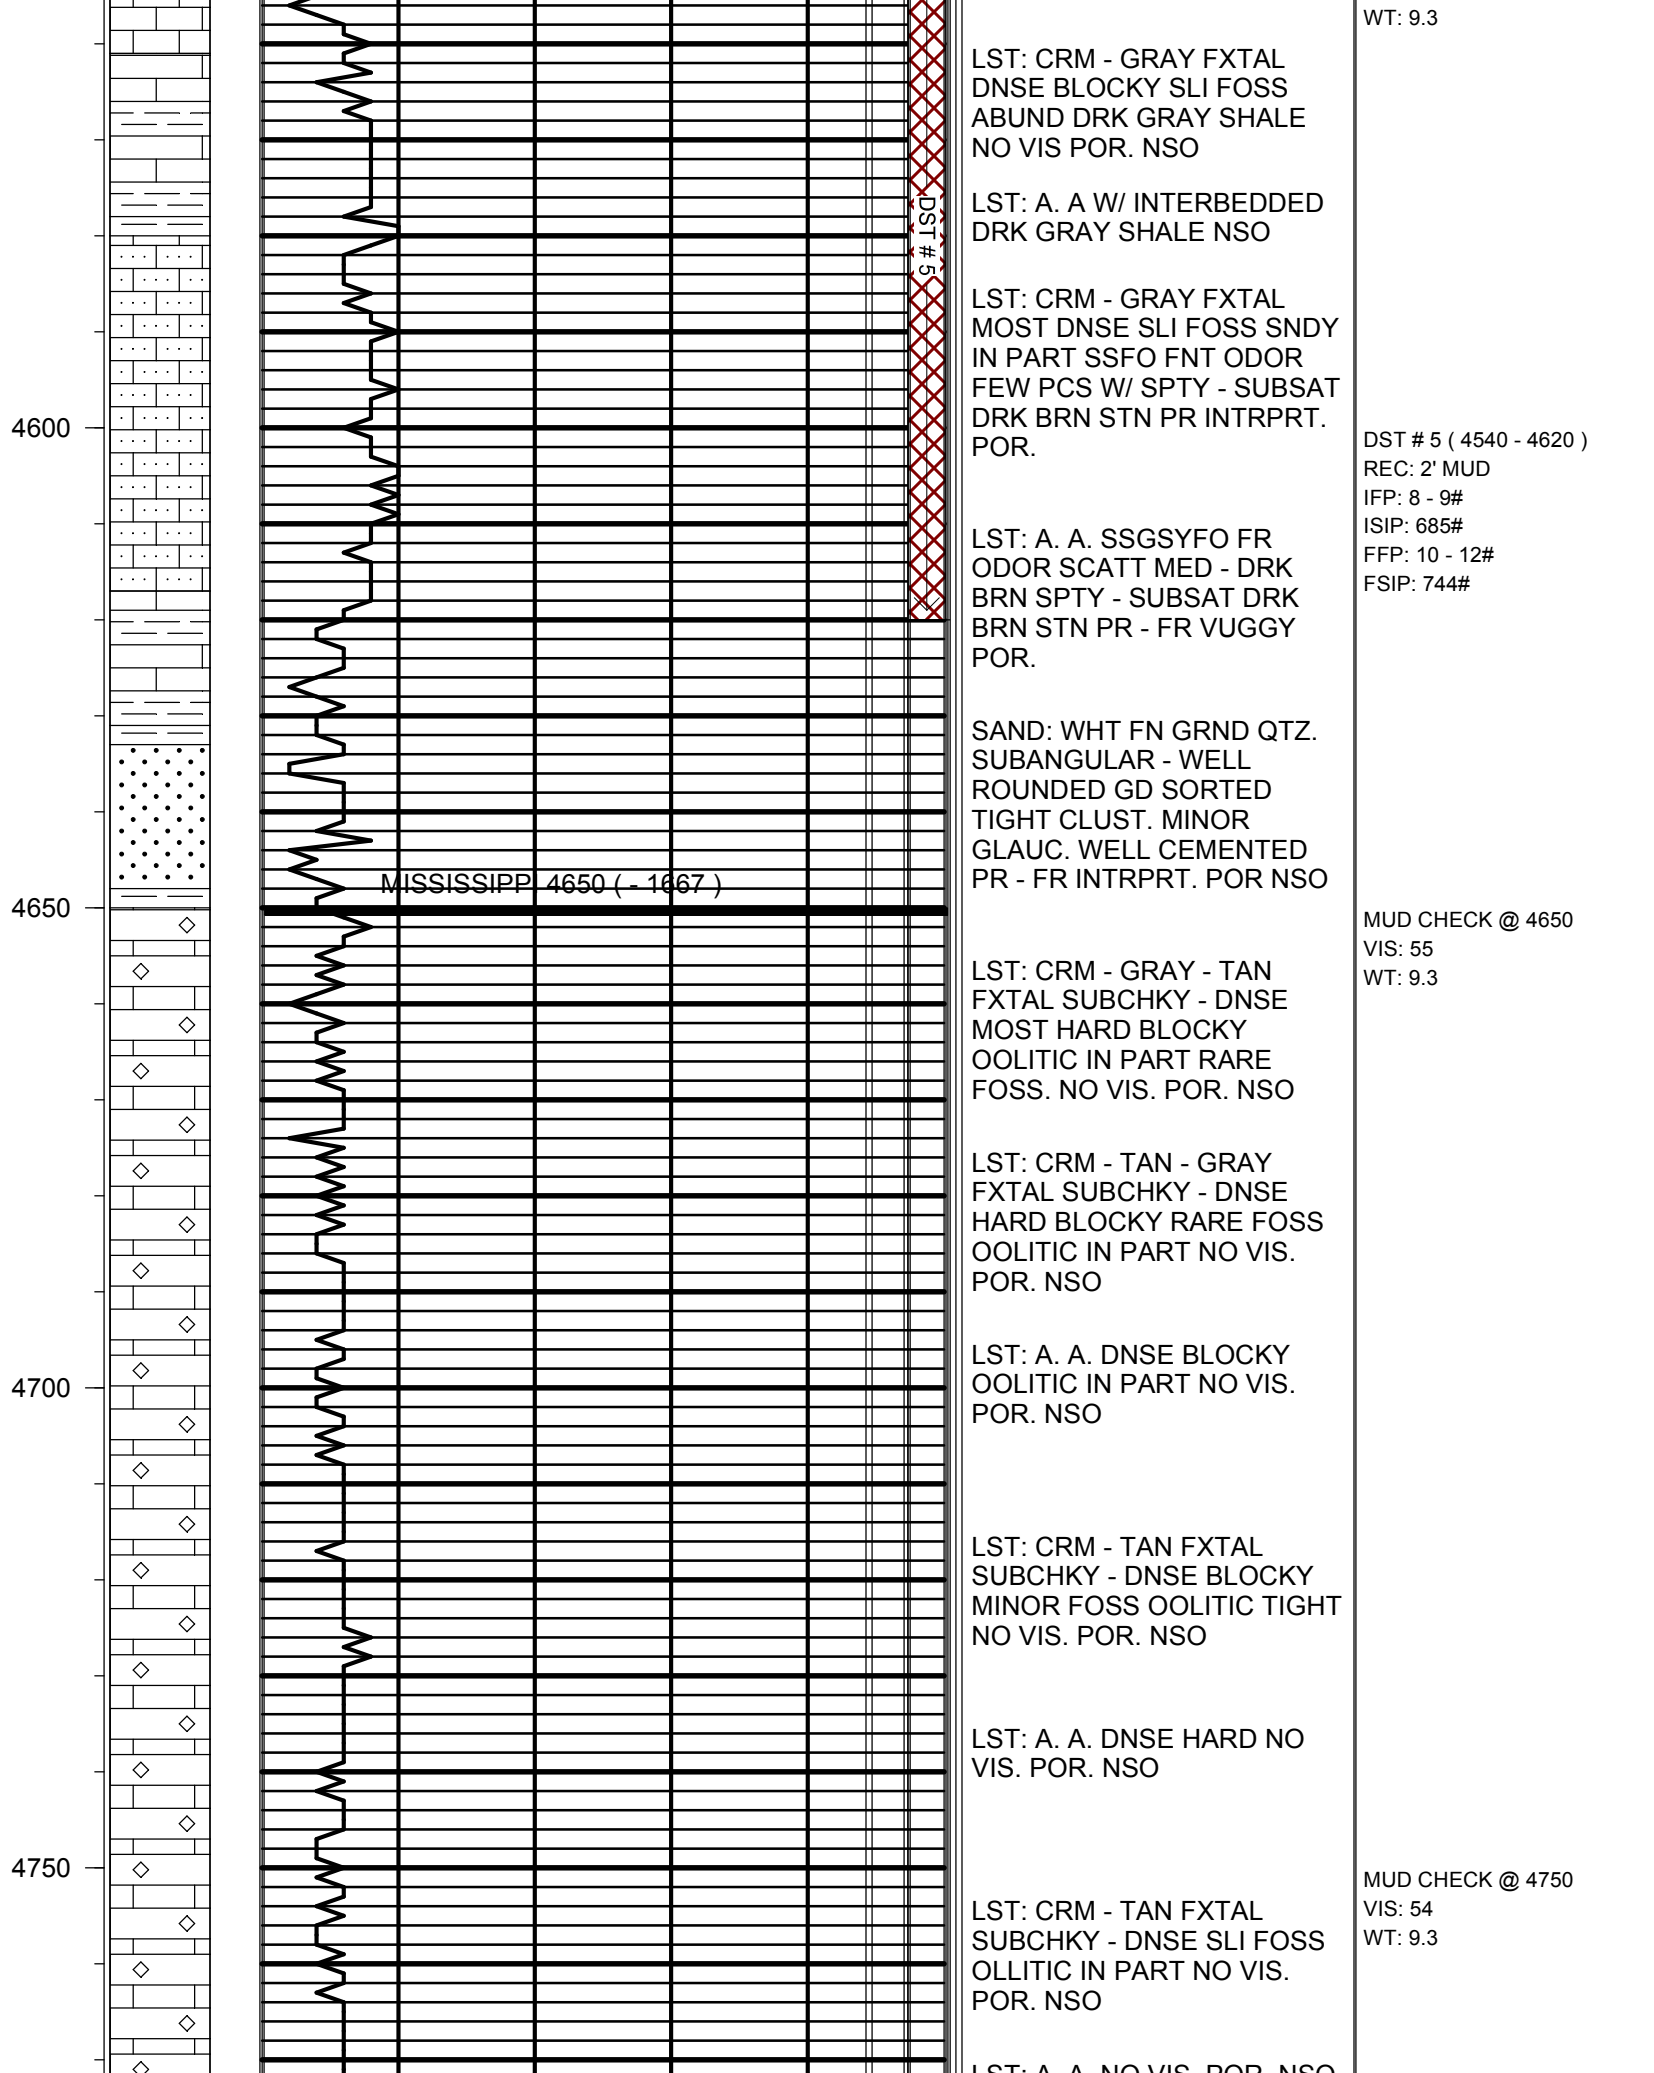 WT: 9.3
LST: CRM - GRAY FXTAL
DNSE BLOCKY SLI FOSS
ABUND DRK GRAY SHALE
NO VIS POR. NSO
LST: A. A W/ INTERBEDDED
DRK GRAY SHALE NSO
DST # 5
LST: CRM - GRAY FXTAL
MOST DNSE SLI FOSS SNDY
IN PART SSFO FNT ODOR
FEW PCS W/ SPTY - SUBSAT
DRK BRN STN PR INTRPRT.
POR.
4600
DST # 5 ( 4540 - 4620 )
REC: 2' MUD
IFP: 8 - 9#
ISIP: 685#
FFP: 10 - 12#
FSIP: 744#
LST: A. A. SSGSYFO FR
ODOR SCATT MED - DRK
BRN SPTY - SUBSAT DRK
BRN STN PR - FR VUGGY
POR.
SAND: WHT FN GRND QTZ.
SUBANGULAR - WELL
ROUNDED GD SORTED
TIGHT CLUST. MINOR
GLAUC. WELL CEMENTED
PR - FR INTRPRT. POR NSO
MISSISSIPPI 4650 ( - 1667 )
4650
MUD CHECK @ 4650
VIS: 55
WT: 9.3
LST: CRM - GRAY - TAN
FXTAL SUBCHKY - DNSE
MOST HARD BLOCKY
OOLITIC IN PART RARE
FOSS. NO VIS. POR. NSO
LST: CRM - TAN - GRAY
FXTAL SUBCHKY - DNSE
HARD BLOCKY RARE FOSS
OOLITIC IN PART NO VIS.
POR. NSO
LST: A. A. DNSE BLOCKY
OOLITIC IN PART NO VIS.
POR. NSO
4700
LST: CRM - TAN FXTAL
SUBCHKY - DNSE BLOCKY
MINOR FOSS OOLITIC TIGHT
NO VIS. POR. NSO
LST: A. A. DNSE HARD NO
VIS. POR. NSO
4750
MUD CHECK @ 4750
VIS: 54
WT: 9.3
LST: CRM - TAN FXTAL
SUBCHKY - DNSE SLI FOSS
OLLITIC IN PART NO VIS.
POR. NSO
LST: A. A. NO VIS. POR. NSO